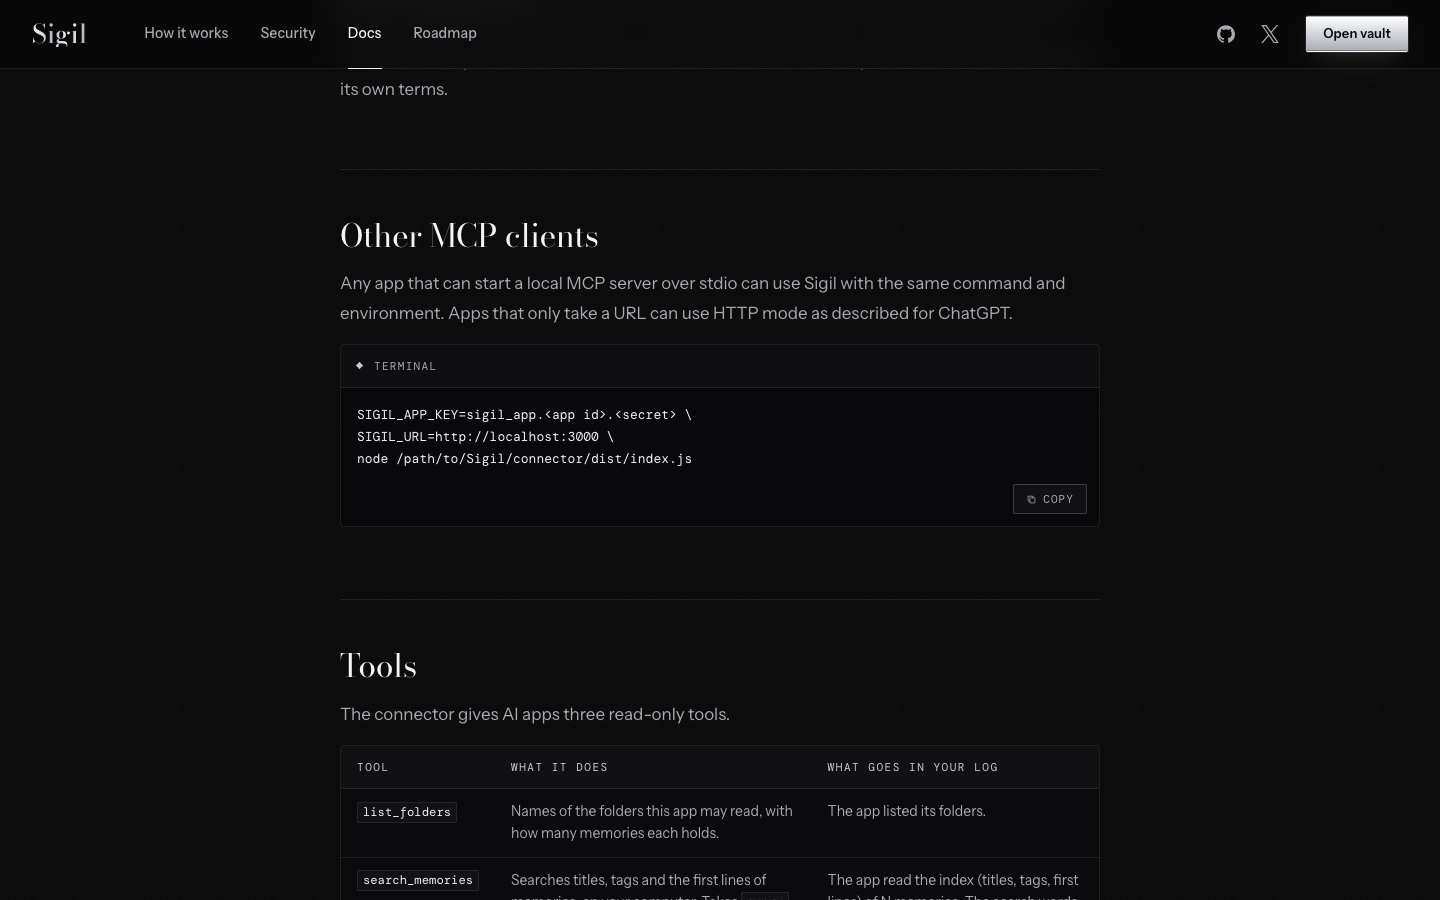 Sigil
How it works
Security
Docs
Roadmap
Open vault
its own terms.
Other MCP clients
Any app that can start a local MCP server over stdio can use Sigil with the same command and
environment. Apps that only take a URL can use HTTP mode as described for ChatGPT.
◆ TERMINAL
SIGIL_APP_KEY=sigil_app.<app id>.<secret> \
SIGIL_URL=http://localhost:3000 \
node /path/to/Sigil/connector/dist/index.js
COPY
Tools
The connector gives AI apps three read-only tools.
TOOL WHAT IT DOES WHAT GOES IN YOUR LOG
list_folders Names of the folders this app may read, with The app listed its folders.
how many memories each holds.
search_memories Searches titles, tags and the first lines of The app read the index (titles, tags, first